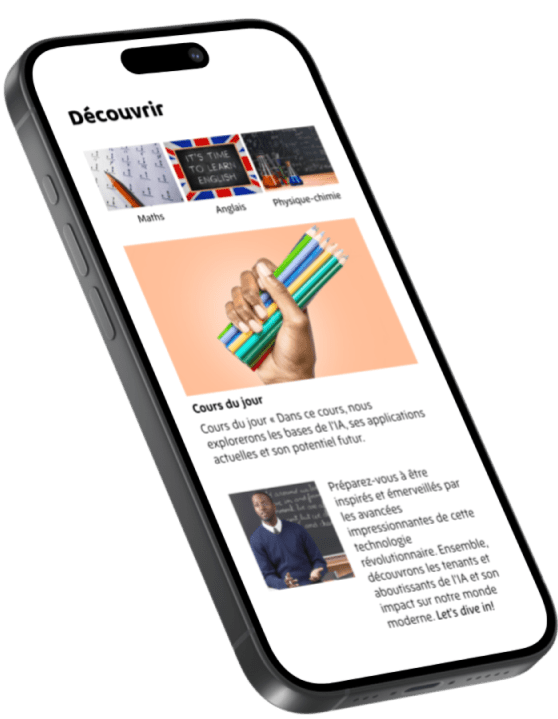 Découvrir
IT'S TIME
TO LEARN
ENGLISH
Maths
Anglais
Physique-chimie
Cours du jour
Cours du jour « Dans ce cours, nous
explorerons les bases de l'IA, ses applications
actuelles et son potentiel futur.
Préparez-vous à être
inspirés et émerveillés par
les avancées
impressionnantes de cette
technologie
révolutionnaire. Ensemble,
découvrons les tenants et
aboutissants de l'IA et son
impact sur notre monde
moderne. Let's dive in!